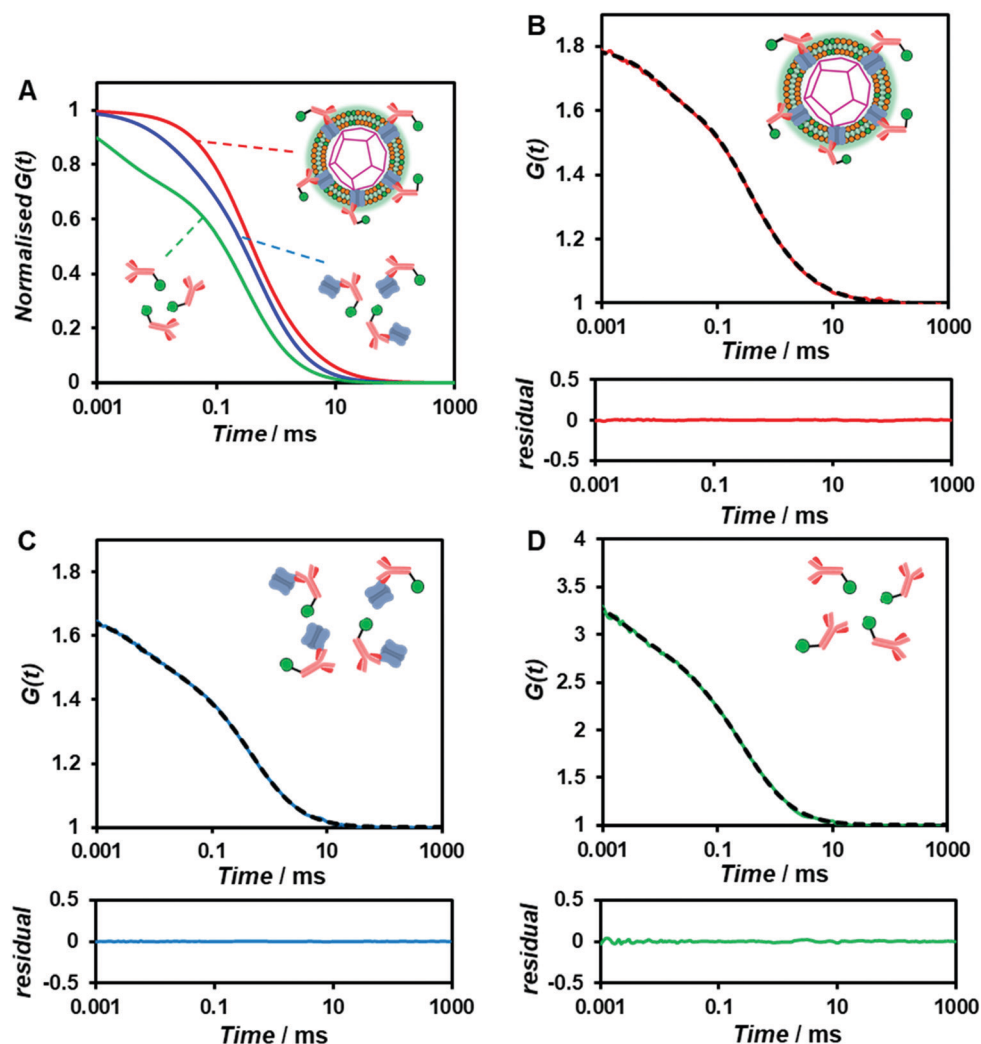 A
Normalised G(t)
1
0.8
0.6
0.4
0.2
0
0.001 0.1 10 1000
Time / ms
B
G(t)
1.8
1.6
1.4
1.2
1
0.001 0.1 10 1000
Time / ms
residual
0.5
0
-0.5
0.001 0.1 10 1000
Time / ms
C
G(t)
1.8
1.6
1.4
1.2
1
0.001 0.1 10 1000
Time / ms
residual
0.5
0
-0.5
0.001 0.1 10 1000
Time / ms
D
G(t)
4
3.5
3
2.5
2
1.5
1
0.001 0.1 10 1000
Time / ms
residual
0.5
0
-0.5
0.001 0.1 10 1000
Time / ms